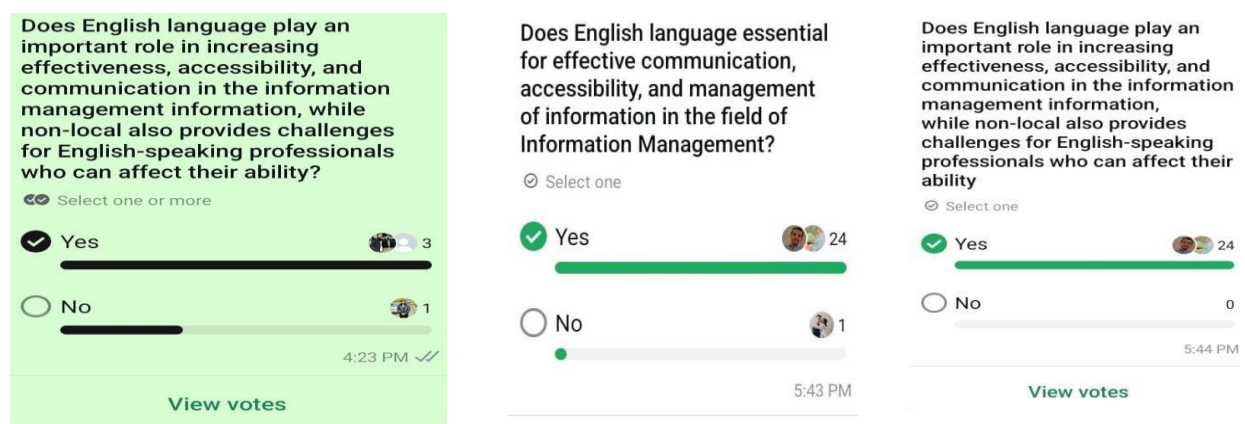 Does English language play an
important role in increasing
effectiveness, accessibility, and
communication in the information
management information, while
non-local also provides challenges
for English-speaking professionals
who can affect their ability?
Select one or more
Yes 3
No 1
4:23 PM
View votes
Does English language essential
for effective communication,
accessibility, and management
of information in the field of
Information Management?
Select one
Yes 24
No 1
5:43 PM
Does English language play an
important role in increasing
effectiveness, accessibility, and
communication in the information
management information,
while non-local also provides
challenges for English-speaking
professionals who can affect their
ability
Select one
Yes 24
No 0
5:44 PM
View votes